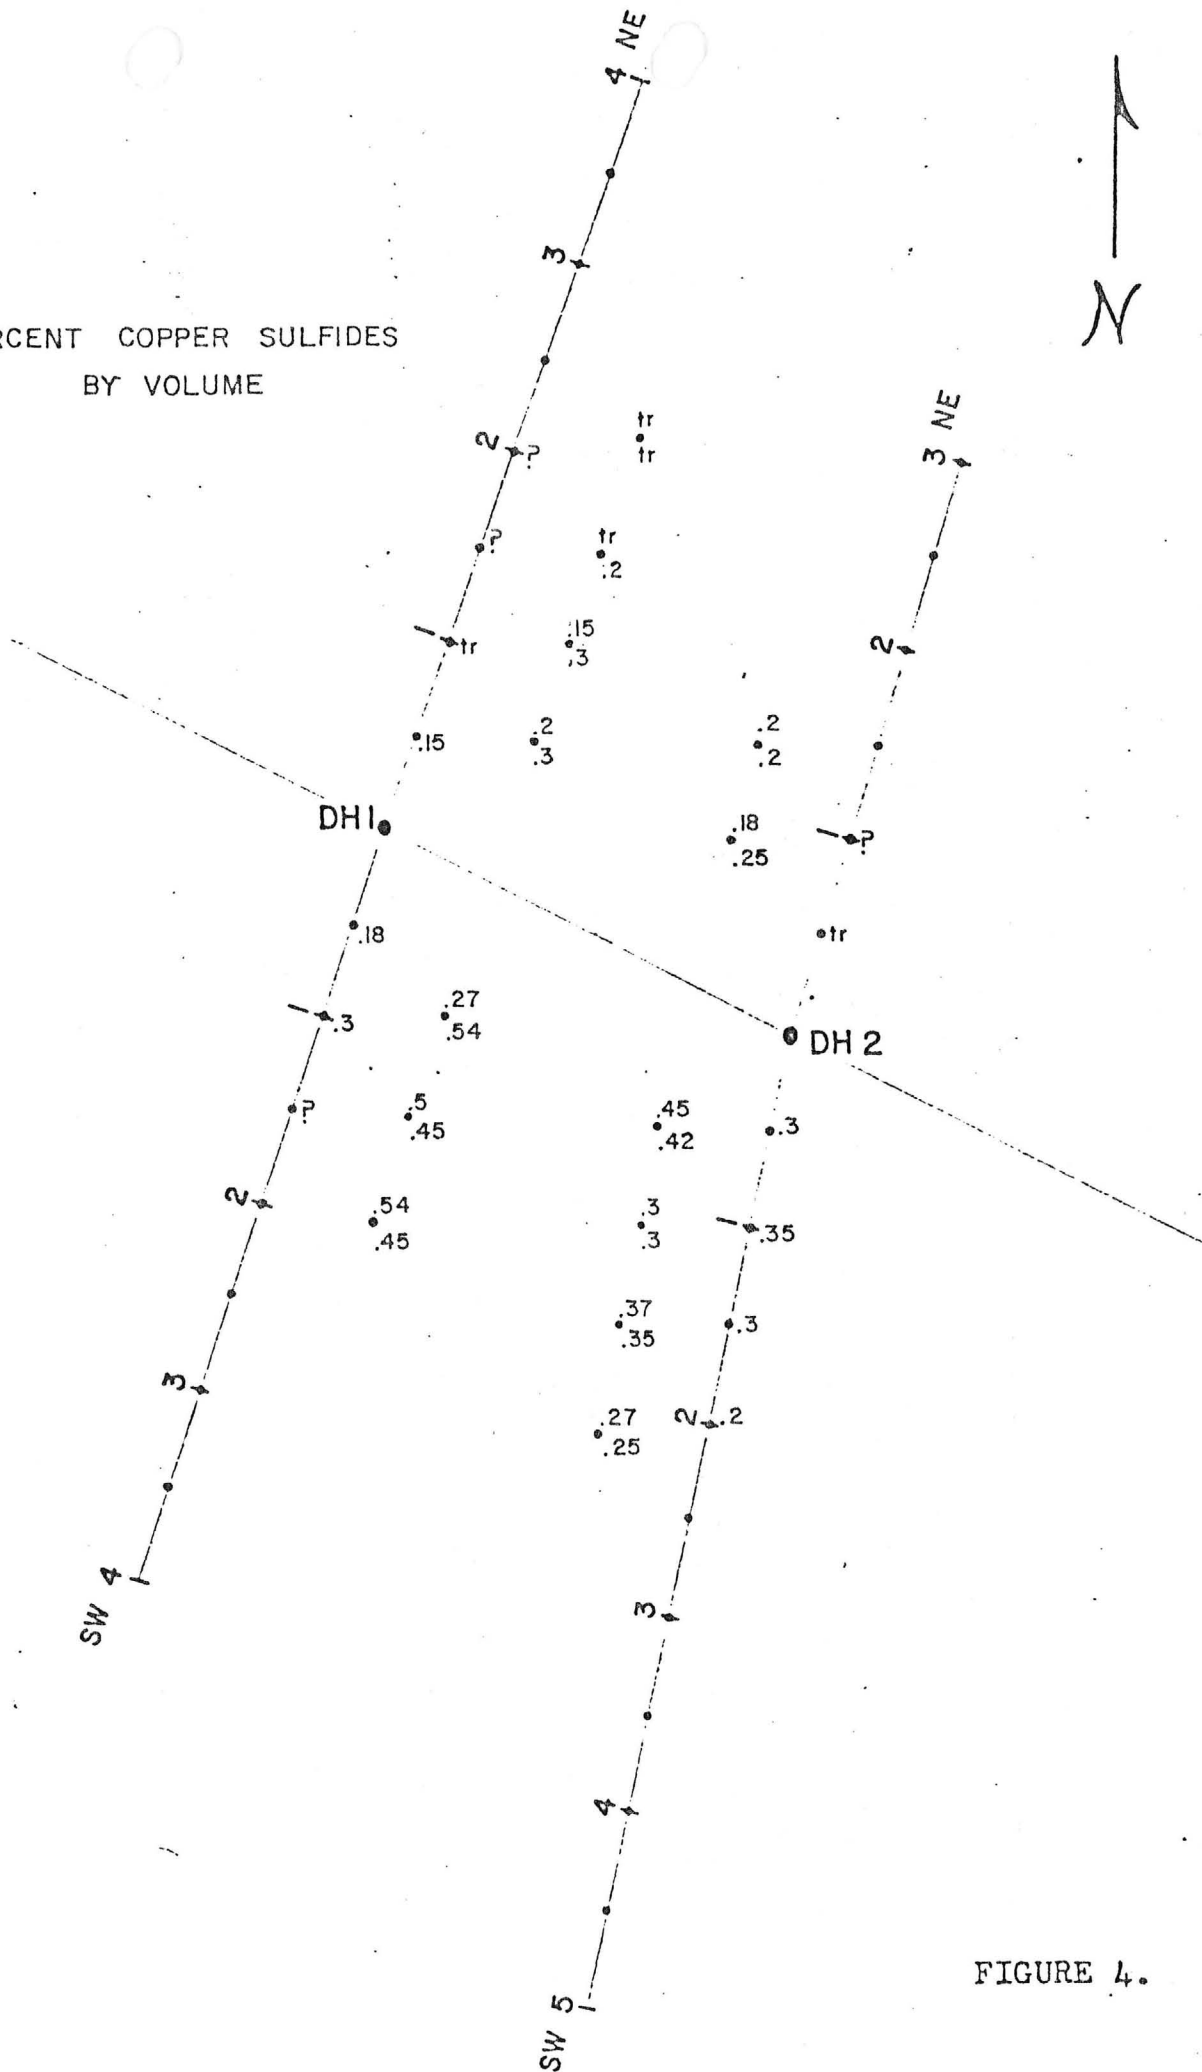 4 NE
3
RCENT COPPER SULFIDES
BY VOLUME
N
3 NE
tr
tr
2 ?
?
tr
.2
1 tr
.15
.3
2
.15
.2
.3
.2
.2
DH1
.18
.25
1 ?
.18
tr
1 .3
.27
.54
DH 2
?
.5
.45
.45
.42
.3
2
.54
.45
.3
.3
1 .35
.37
.35
.3
3
.27
.25
2 .2
SW 4
3
4
FIGURE 4.
SW 5